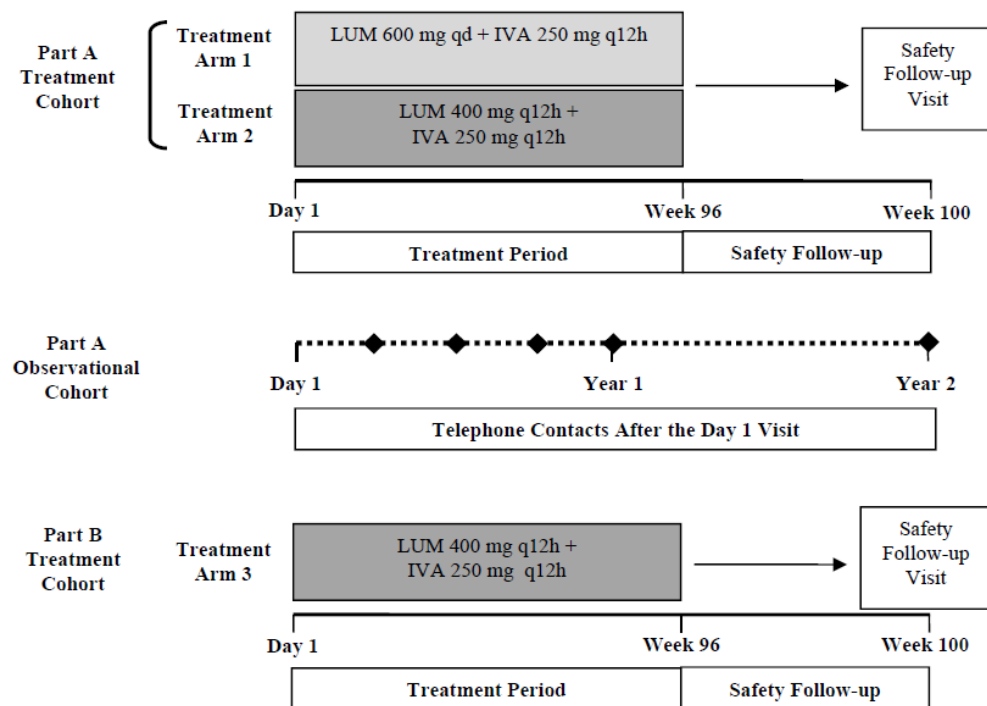 Part A
Treatment
Cohort
Treatment
Arm 1
LUM 600 mg qd + IVA 250 mg q12h
Safety
Follow-up
Visit
Treatment
Arm 2
LUM 400 mg q12h +
IVA 250 mg q12h
Day 1
Week 96
Week 100
Treatment Period
Safety Follow-up
Part A
Observational
Cohort
Day 1
Year 1
Year 2
Telephone Contacts After the Day 1 Visit
Part B
Treatment
Cohort
Treatment
Arm 3
LUM 400 mg q12h +
IVA 250 mg q12h
Safety
Follow-up
Visit
Day 1
Week 96
Week 100
Treatment Period
Safety Follow-up